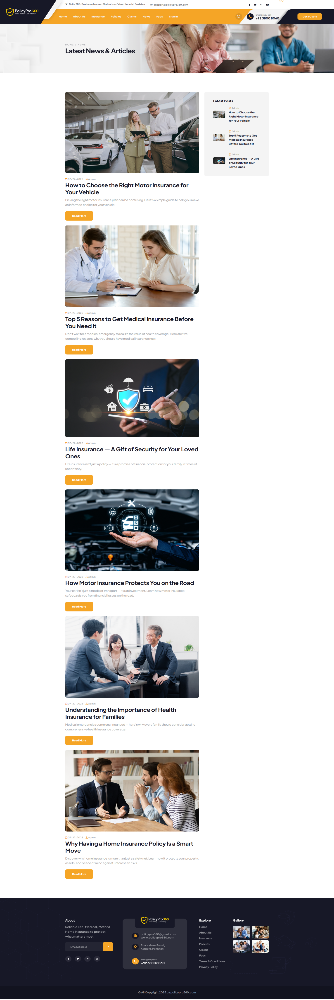 Suite 705, Business Avenue, Shahrah-e-Faisal, Karachi, Pakistan
support@policypro360.com
PolicyPro 360
Your Policy, Our Priority
Home
About Us
Insurance
Policies
Claims
News
Faqs
Sign In
Emergency call
+92 3800 8060
Get a Quote
HOME / NEWS
Latest News & Articles
07-22-2025 Admin
How to Choose the Right Motor Insurance for
Your Vehicle
Picking the right motor insurance plan can be confusing. Here's a simple guide to help you make
an informed choice for your vehicle.
Read More
07-22-2025 Admin
Top 5 Reasons to Get Medical Insurance Before
You Need It
Don't wait for a medical emergency to realize the value of health coverage. Here are five
compelling reasons why you should have medical insurance now.
Read More
07-22-2025 Admin
Life Insurance — A Gift of Security for Your Loved
Ones
Life insurance isn't just a policy — it's a promise of financial protection for your family in times of
uncertainty.
Read More
07-22-2025 Admin
How Motor Insurance Protects You on the Road
Your car isn't just a mode of transport — it's an investment. Learn how motor insurance
safeguards you from financial losses on the road.
Read More
07-22-2025 Admin
Understanding the Importance of Health
Insurance for Families
Medical emergencies come unannounced — here's why every family should consider getting
comprehensive health insurance coverage.
Read More
07-22-2025 Admin
Why Having a Home Insurance Policy Is a Smart
Move
Discover why home insurance is more than just a safety net. Learn how it protects your property,
assets, and peace of mind against unforeseen risks.
Read More
Latest Posts
Admin
How to Choose the
Right Motor Insurance
for Your Vehicle
Admin
Top 5 Reasons to Get
Medical Insurance
Before You Need It
Admin
Life Insurance — A Gift
of Security for Your
Loved Ones
About
Reliable Life, Medical, Motor &
Home insurance to protect
what matters most.
Email Address
PolicyPro 360
Your Policy, Our Priority
policypro360@gmail.com
www.policypro360.com
Shahrah-e-Faisal,
Karachi, Pakistan
Emergency call
+92 3800 8060
Explore
Home
About Us
Insurance
Policies
Claims
Faqs
Terms & Conditions
Privacy Policy
Gallery
© All Copyright 2025 by policypro360.com